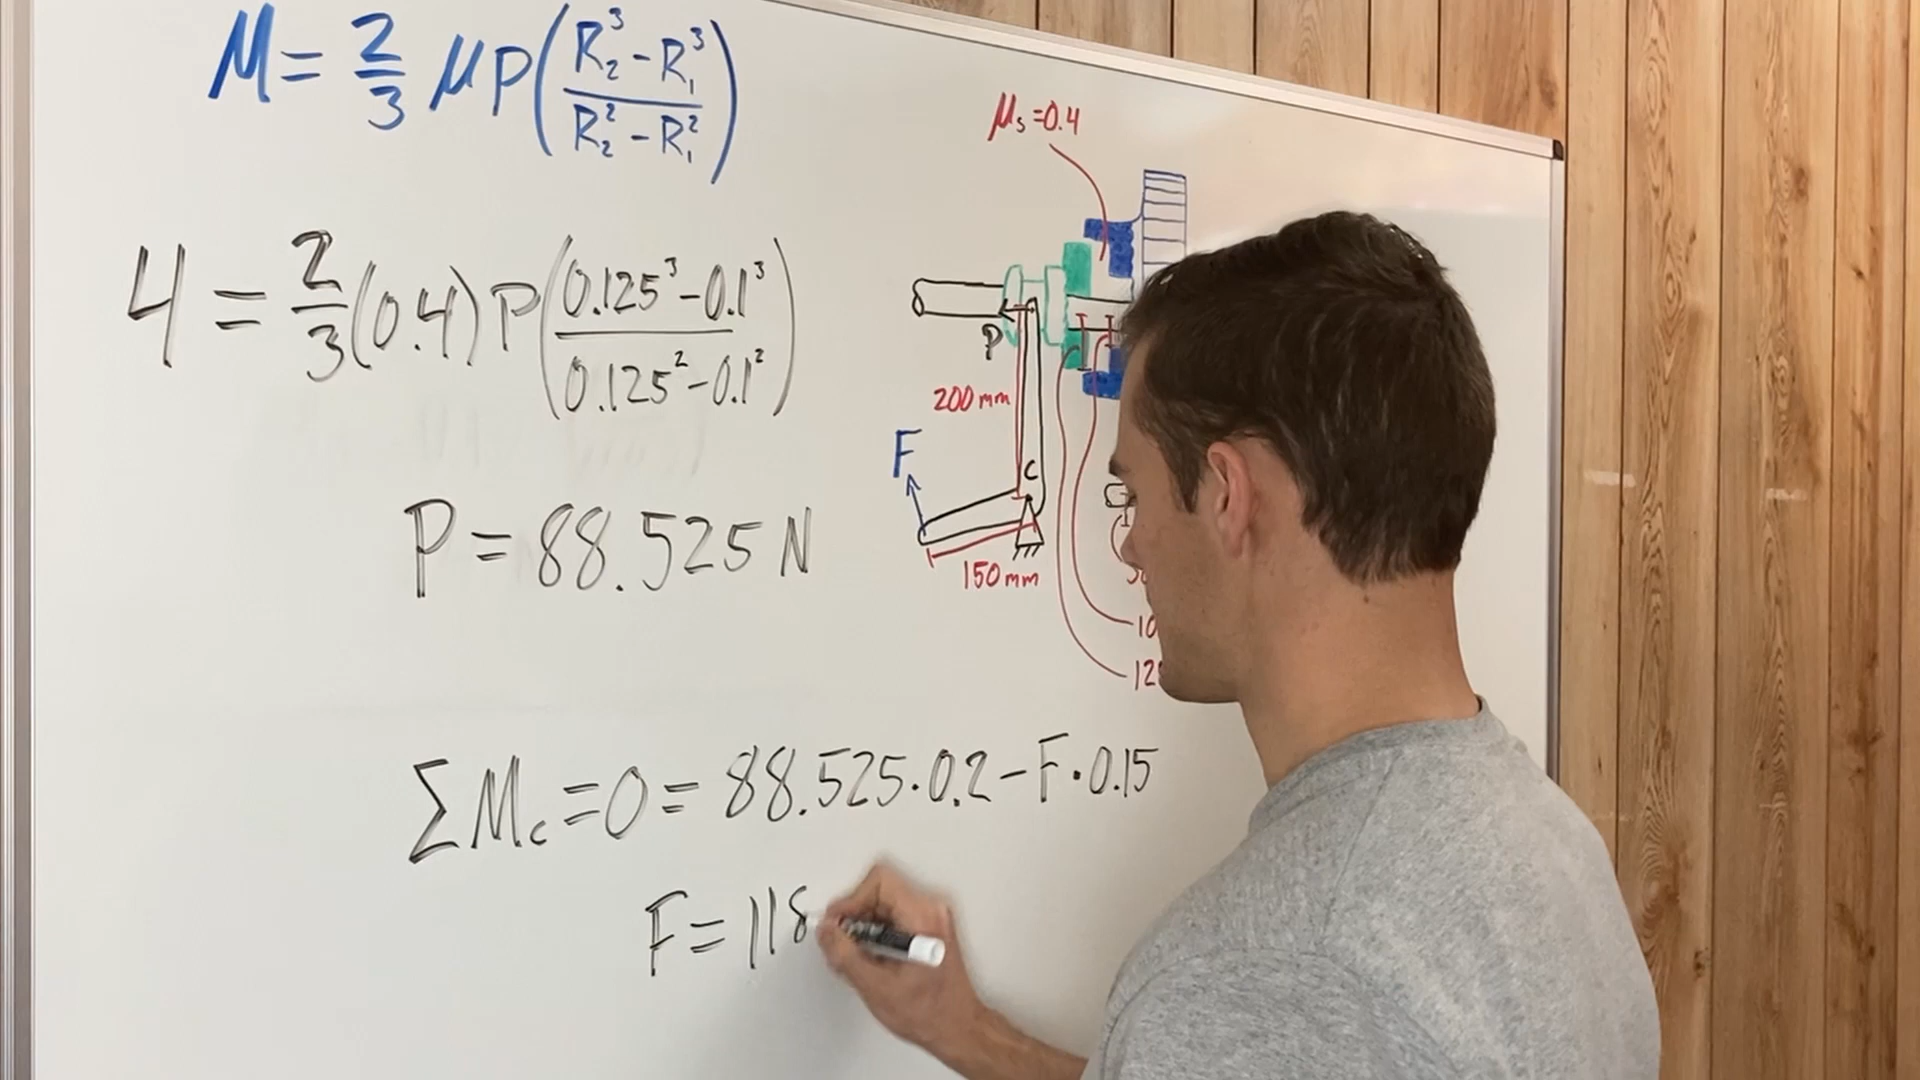 M = 2/3 μP((R₂³ - R₁³)/(R₂² - R₁²))
4 = 2/3 (0.4) P((0.125³ - 0.1³)/(0.125² - 0.1²))
P = 88.525 N
ΣM_c = 0 = 88.525 · 0.2 - F · 0.15
F = 118
μs = 0.4
P
200 mm
F
C
150 mm